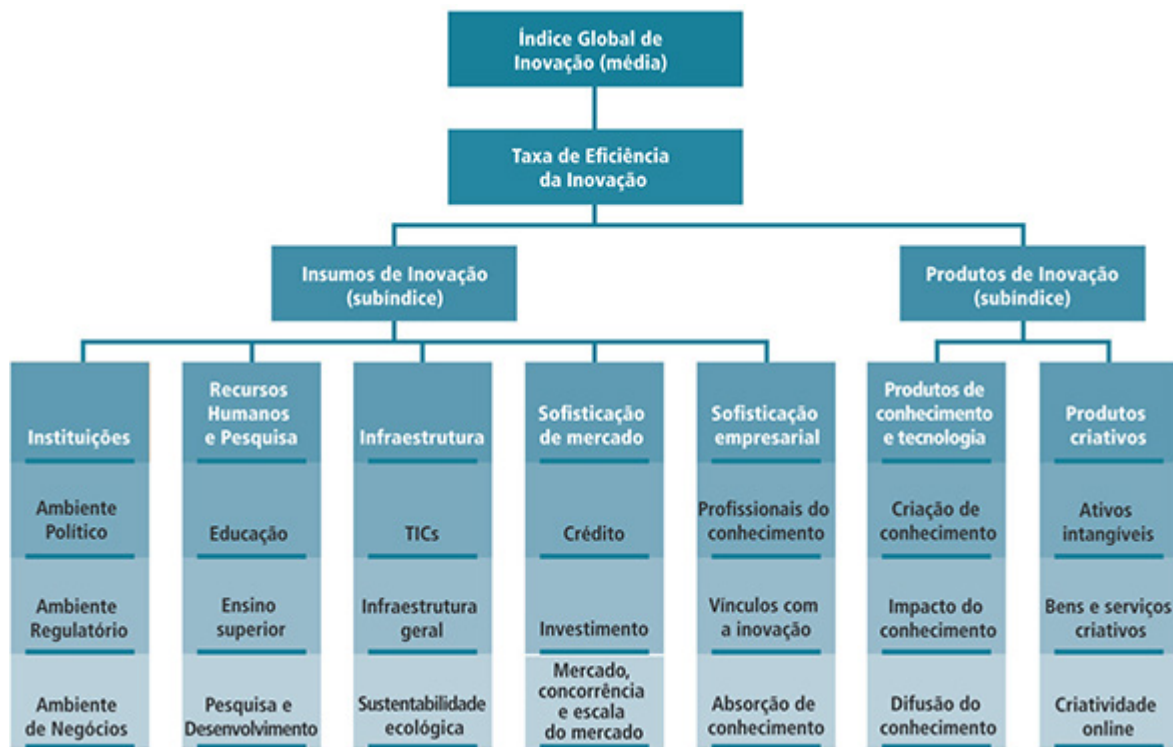 Índice Global de
Inovação (média)
Taxa de Eficiência
da Inovação
Insumos de Inovação
(subíndice)
Produtos de Inovação
(subíndice)
Instituições
Ambiente
Político
Ambiente
Regulatório
Ambiente
de Negócios
Recursos
Humanos
e Pesquisa
Educação
Ensino
superior
Pesquisa e
Desenvolvimento
Infraestrutura
TICs
Infraestrutura
geral
Sustentabilidade
ecológica
Sofisticação
de mercado
Crédito
Investimento
Mercado,
concorrência
e escala
do mercado
Sofisticação
empresarial
Profissionais do
conhecimento
Vínculos com
a inovação
Absorção de
conhecimento
Produtos de
conhecimento
e tecnologia
Criação de
conhecimento
Impacto do
conhecimento
Difusão do
conhecimento
Produtos
criativos
Ativos
intangíveis
Bens e serviços
criativos
Criatividade
online